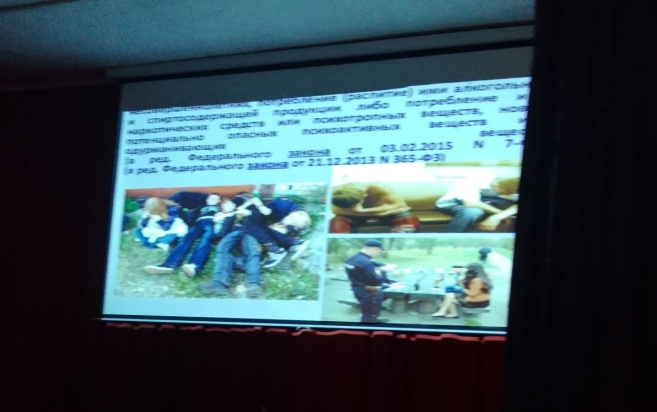 потребление (распитие) ими алкогольн
и спиртосодержащей продукции либо потребление и
наркотических средств или психотропных веществ, нов
потенциально опасных психоактивных веществ и
одурманивающих вещес
(в ред. Федерального закона от 03.02.2015 N 7-
(в ред. Федерального закона от 21.12.2013 N 365-ФЗ)